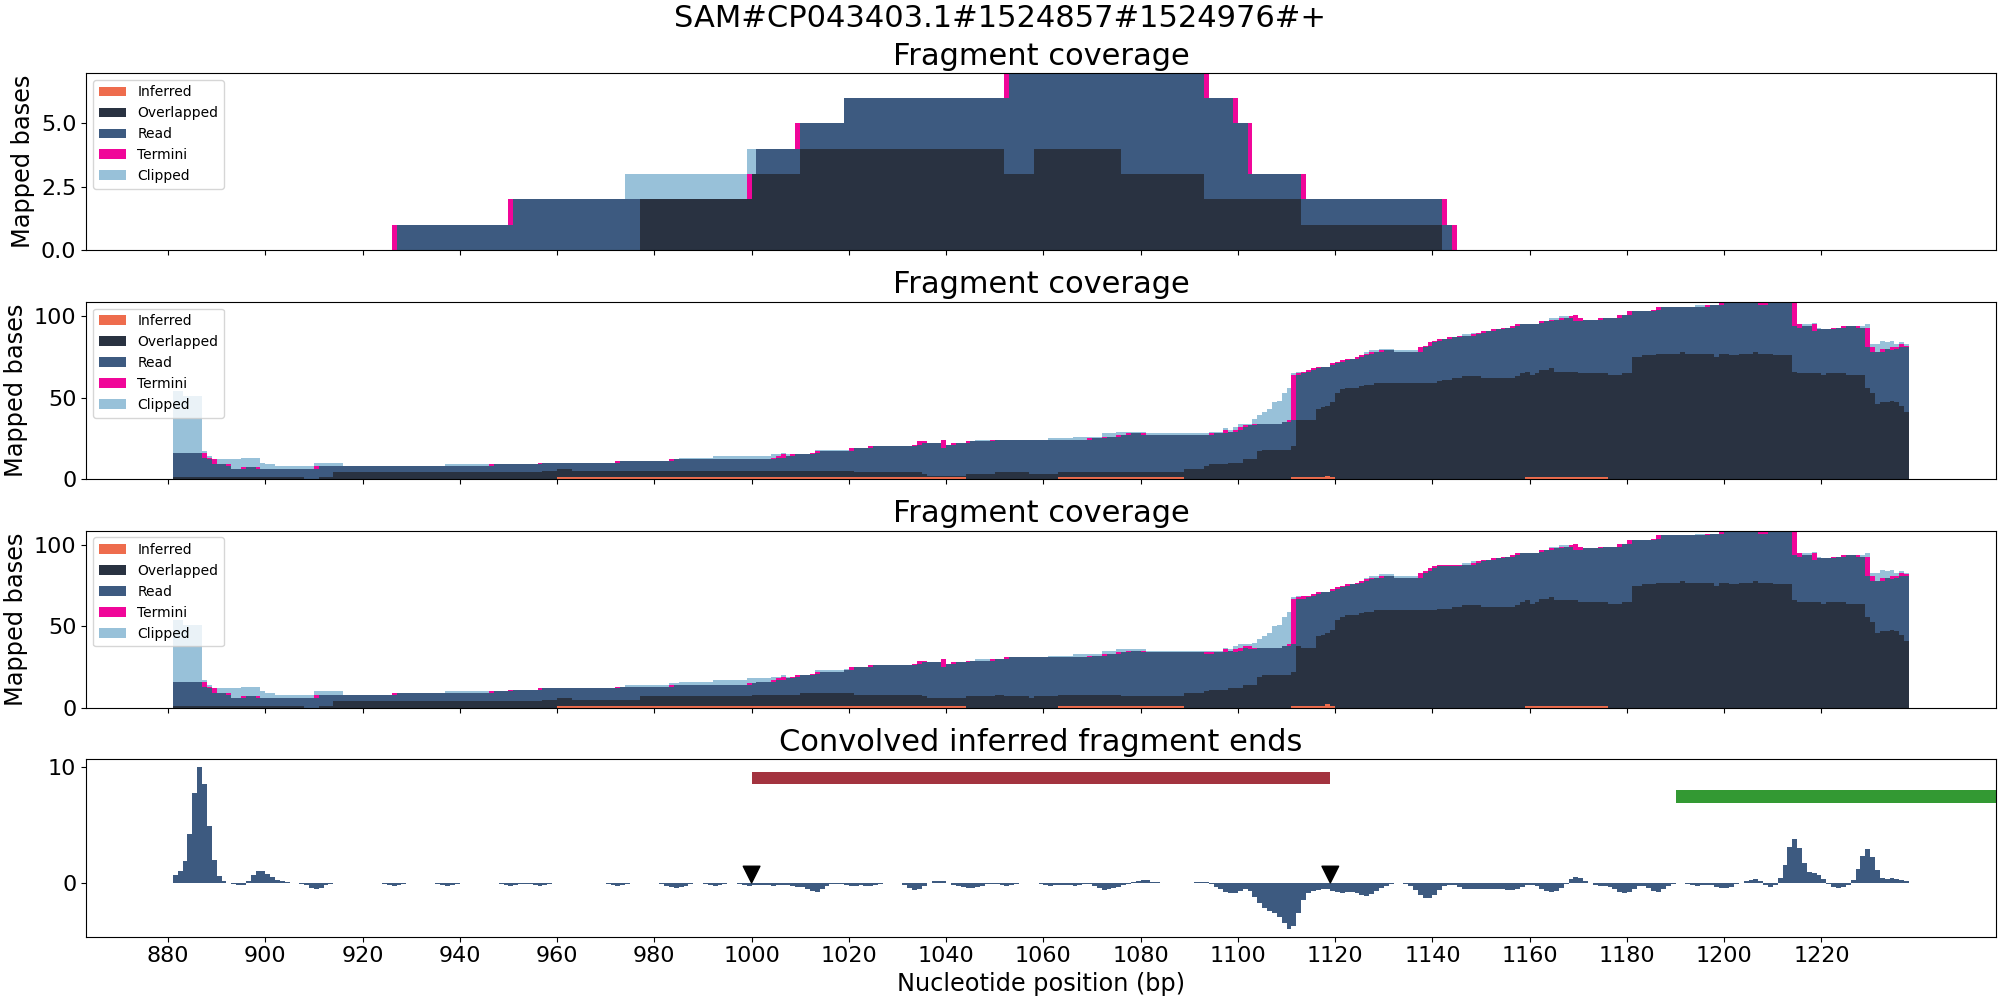 SAM#CP043403.1#1524857#1524976#+
Fragment coverage
Mapped bases
5.0
2.5
0.0
Inferred
Overlapped
Read
Termini
Clipped
Fragment coverage
Mapped bases
100
50
0
Inferred
Overlapped
Read
Termini
Clipped
Fragment coverage
Mapped bases
100
50
0
Inferred
Overlapped
Read
Termini
Clipped
Convolved inferred fragment ends
10
0
880 900 920 940 960 980 1000 1020 1040 1060 1080 1100 1120 1140 1160 1180 1200 1220
Nucleotide position (bp)